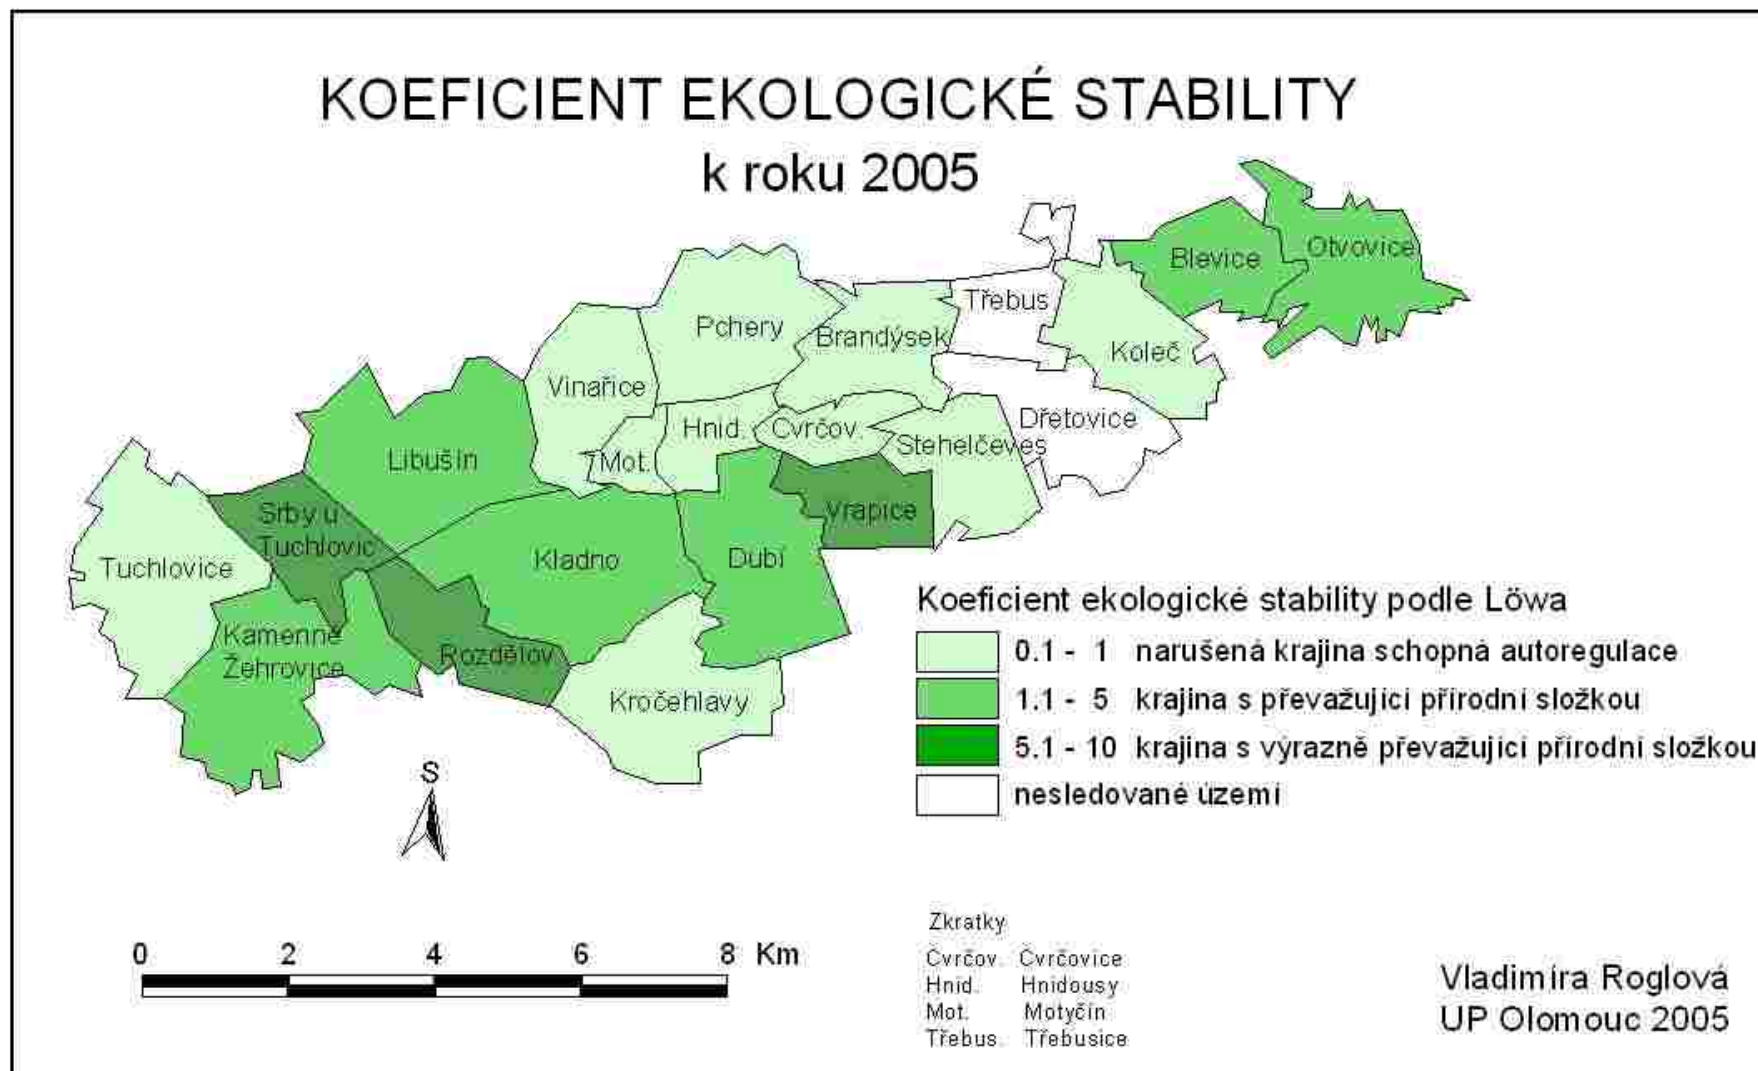 KOEFICIENT EKOLOGICKÉ STABILITY
k roku 2005
Otvovice
Blevice
Třebus
Pchery
Brandýsek
Koleč
Vinařice
Dřetovice
Hnid.
Čvrčov.
Stehelčeves
Libušín
Mot.
Srby u
Tuchlovic
Vrapice
Tuchlovice
Kladno
Dubí
Kamenné
Žehrovice
Rozdělov
Kročehlavy
Koeficient ekologické stability podle Löwa
0.1 - 1 narušená krajina schopná autoregulace
1.1 - 5 krajina s převažující přírodní složkou
5.1 - 10 krajina s výrazně převažující přírodní složkou
nesledované území
S
0 2 4 6 8 Km
Zkratky
Čvrčov. Čvrčovice
Hnid. Hnidousy
Mot. Motyčín
Třebus. Třebusice
Vladimíra Roglová
UP Olomouc 2005